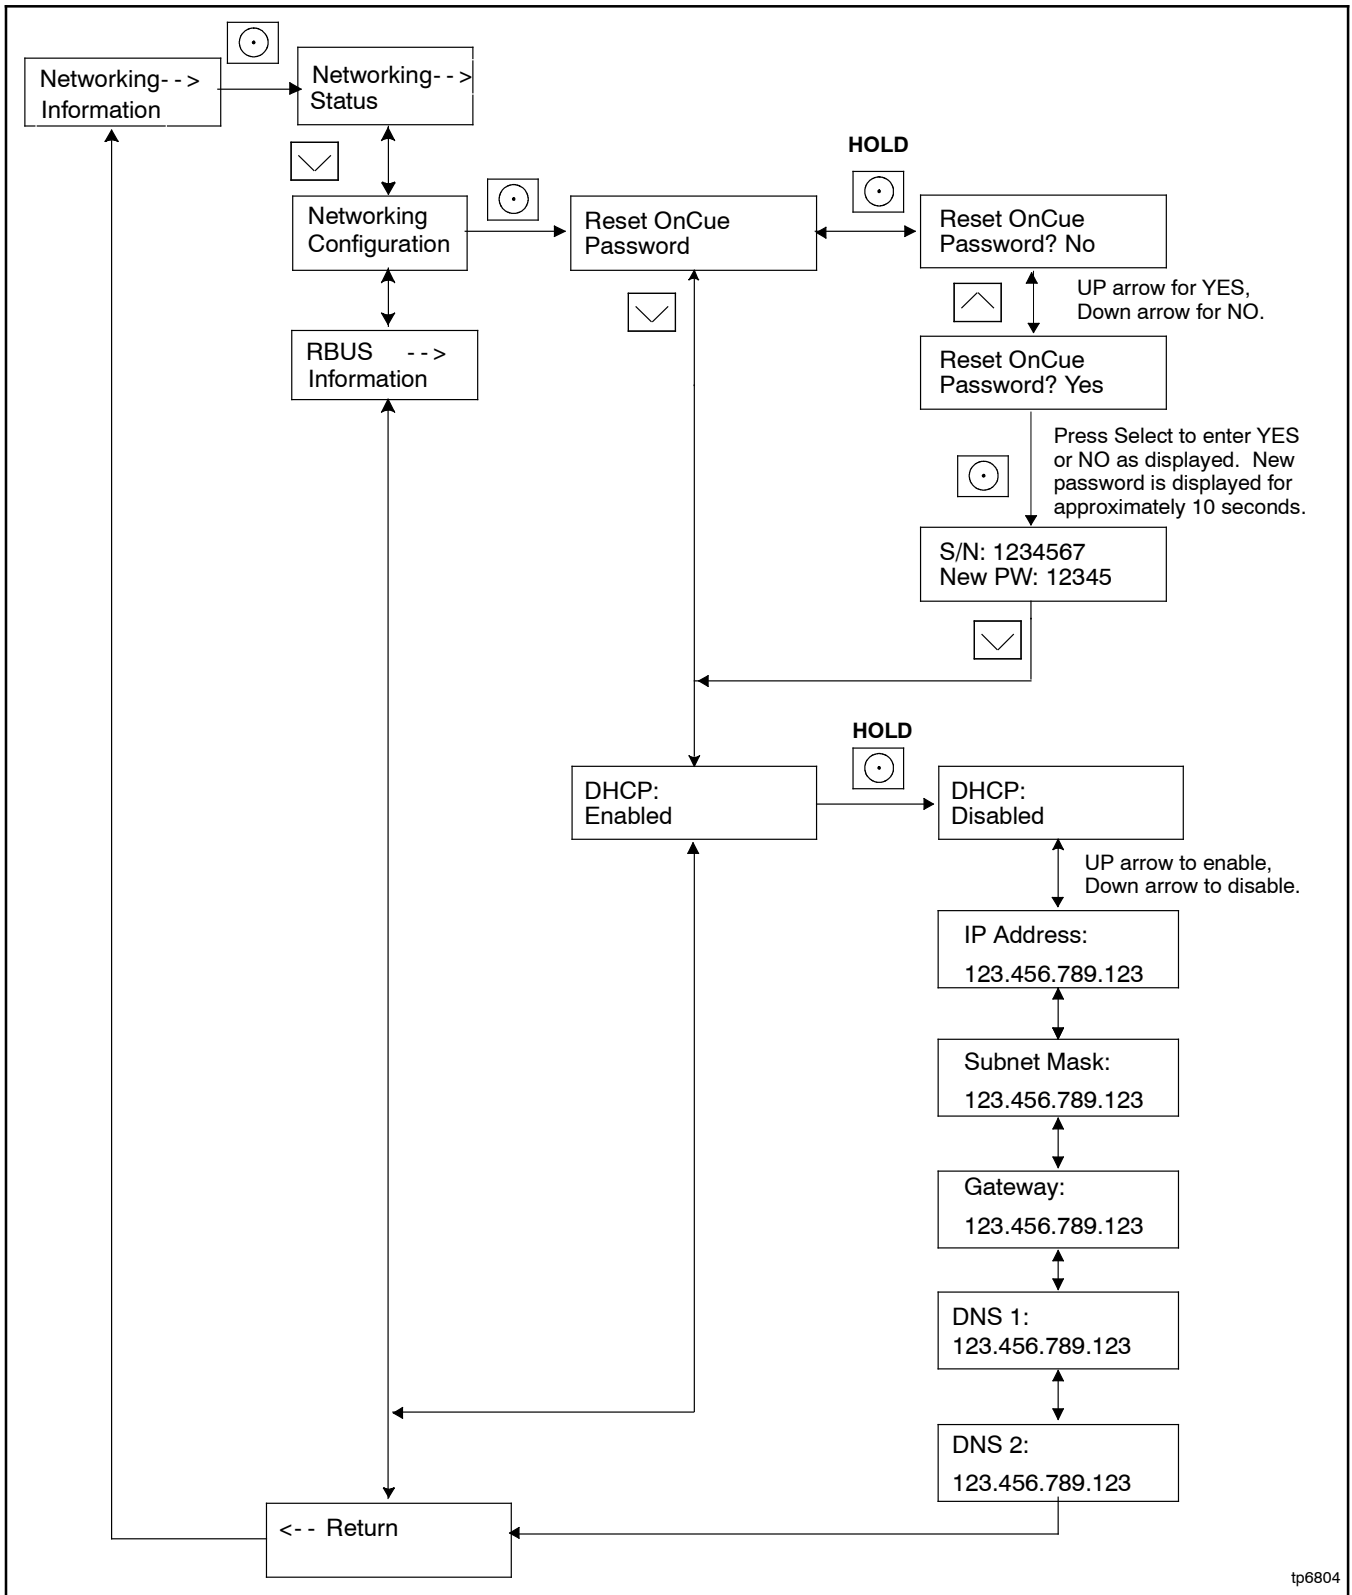 Networking- - >
Information
Networking- - >
Status
HOLD
Networking
Configuration
Reset OnCue
Password
Reset OnCue
Password? No
UP arrow for YES,
Down arrow for NO.
RBUS - - >
Information
Reset OnCue
Password? Yes
Press Select to enter YES
or NO as displayed. New
password is displayed for
approximately 10 seconds.
S/N: 1234567
New PW: 12345
HOLD
DHCP:
Enabled
DHCP:
Disabled
UP arrow to enable,
Down arrow to disable.
IP Address:
123.456.789.123
Subnet Mask:
123.456.789.123
Gateway:
123.456.789.123
DNS 1:
123.456.789.123
DNS 2:
123.456.789.123
<- - Return
tp6804